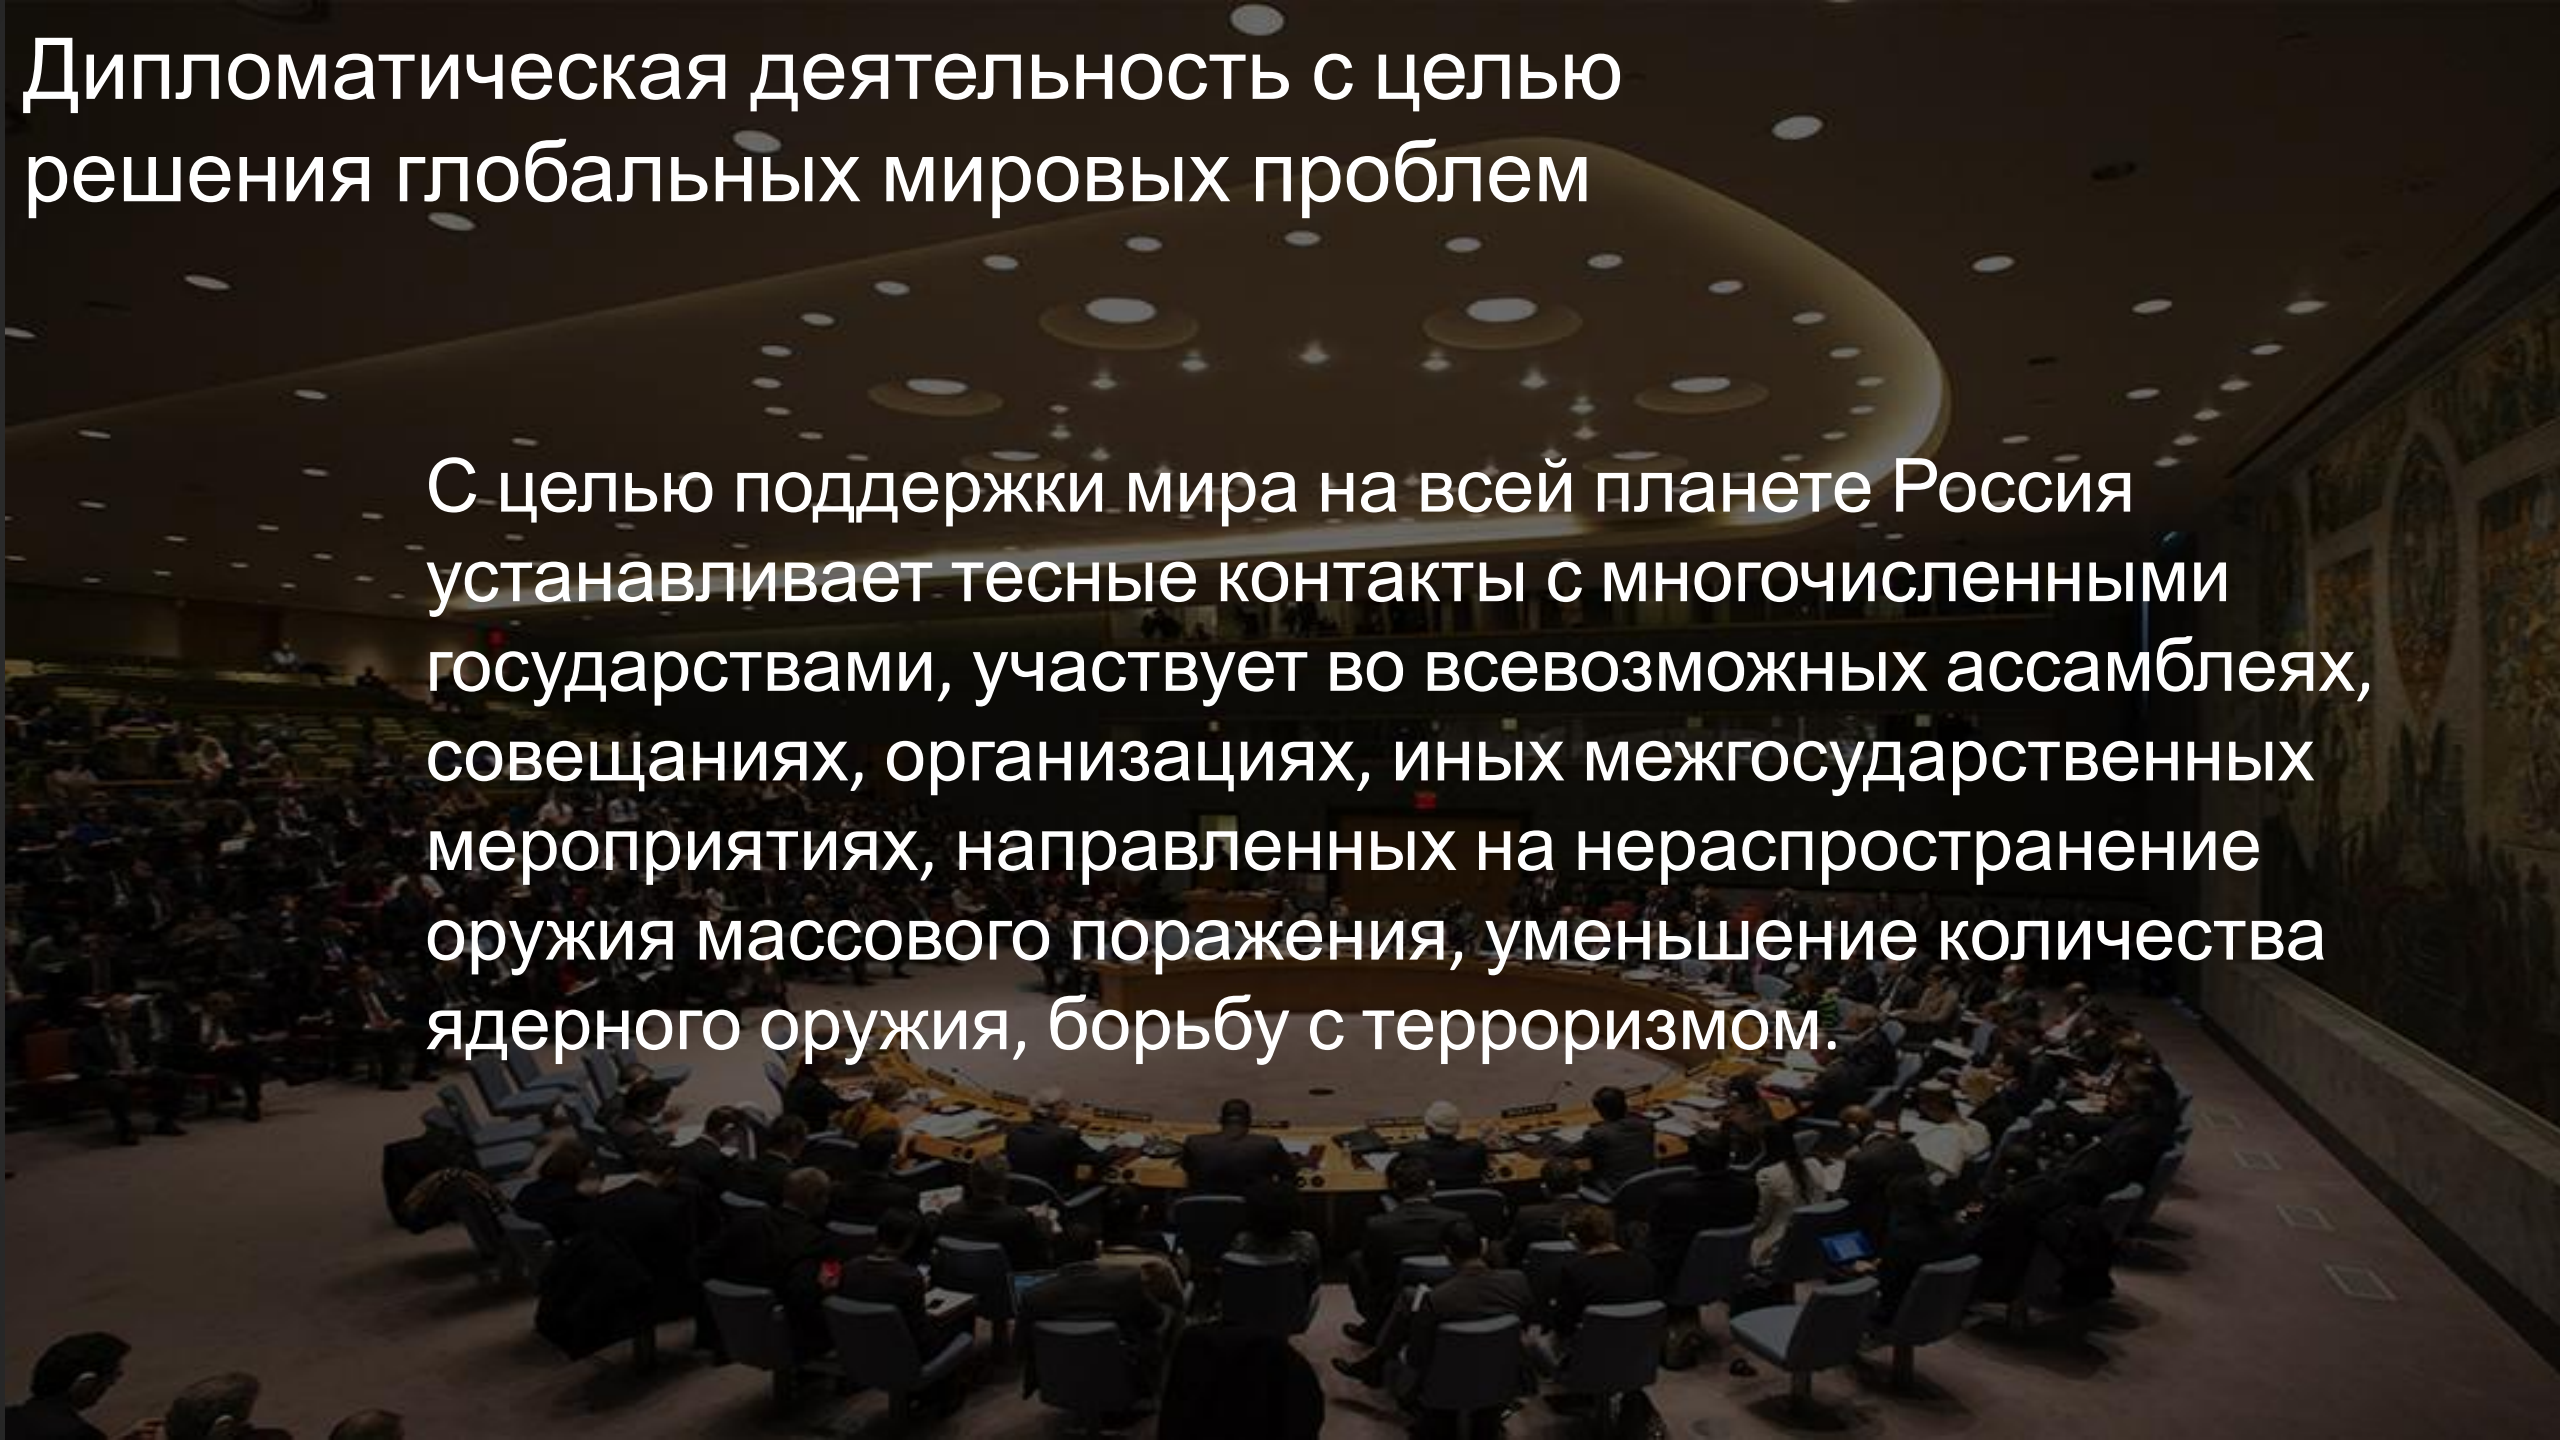 Дипломатическая деятельность с целью
решения глобальных мировых проблем
С целью поддержки мира на всей планете Россия
устанавливает тесные контакты с многочисленными
государствами, участвует во всевозможных ассамблеях,
совещаниях, организациях, иных межгосударственных
мероприятиях, направленных на нераспространение
оружия массового поражения, уменьшение количества
ядерного оружия, борьбу с терроризмом.